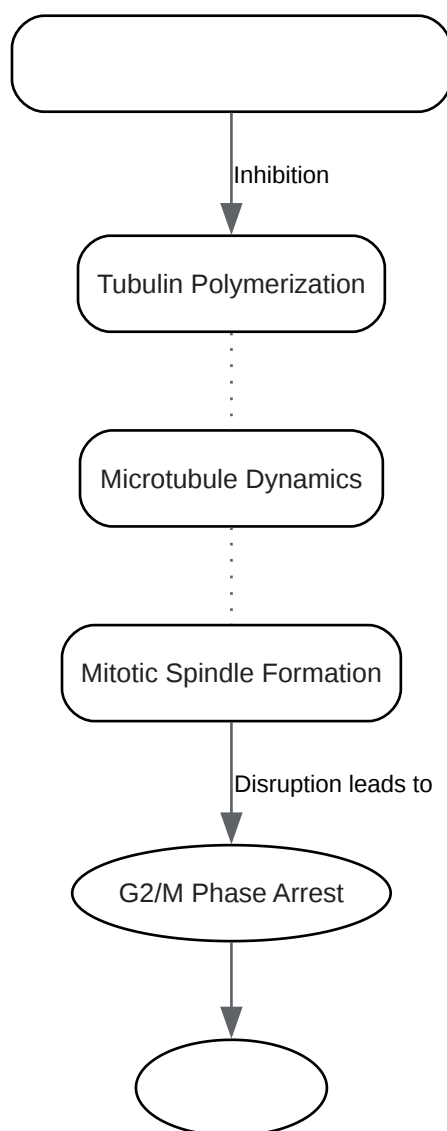 Inhibition
Tubulin Polymerization
Microtubule Dynamics
Mitotic Spindle Formation
Disruption leads to
G2/M Phase Arrest